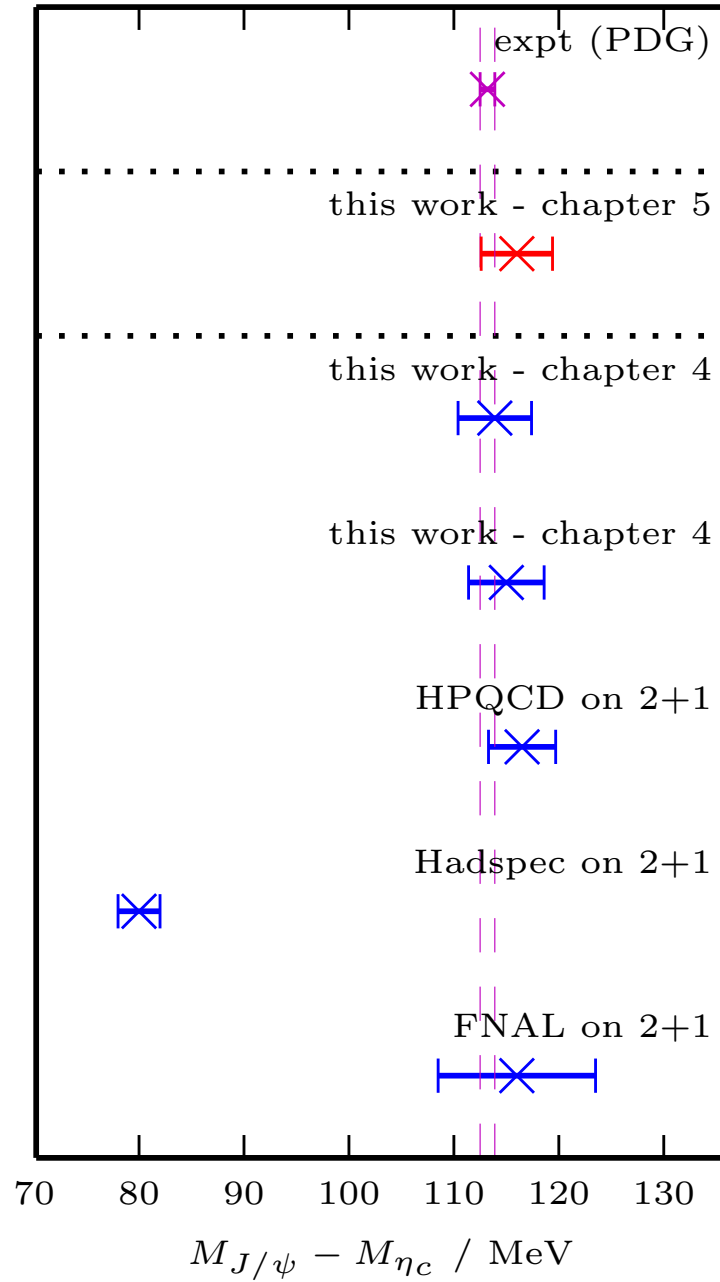 expt (PDG)
this work - chapter 5
this work - chapter 4
this work - chapter 4
HPQCD on 2+1
Hadspec on 2+1
FNAL on 2+1
70 80 90 100 110 120 130
M_{J/ψ} − M_{η_c} / MeV